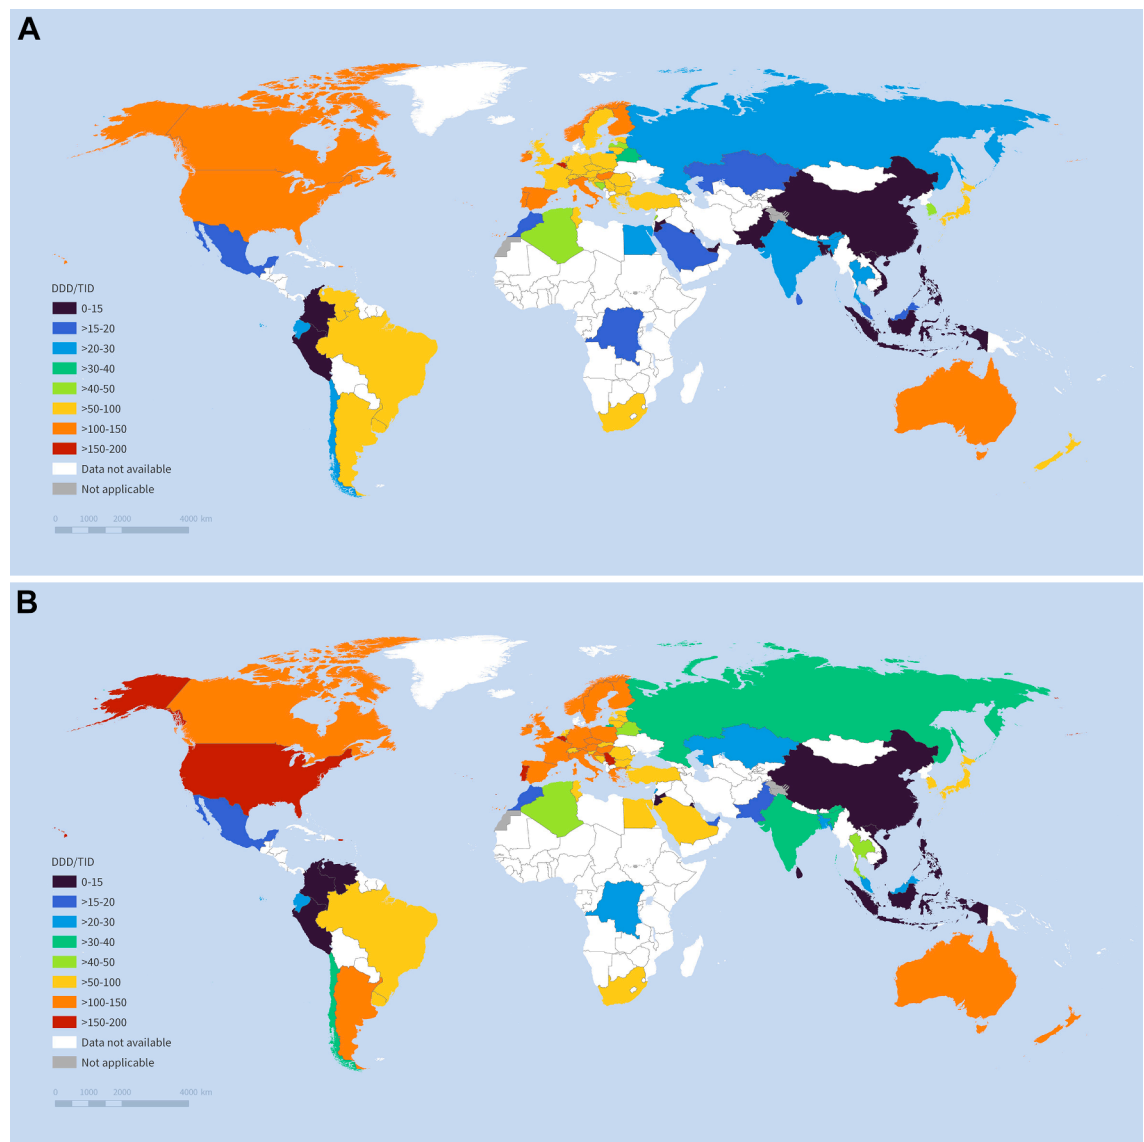 A
DDD/TID
0-15
>15-20
>20-30
>30-40
>40-50
>50-100
>100-150
>150-200
Data not available
Not applicable
0 1000 2000 4000 km
B
DDD/TID
0-15
>15-20
>20-30
>30-40
>40-50
>50-100
>100-150
>150-200
Data not available
Not applicable
0 1000 2000 4000 km